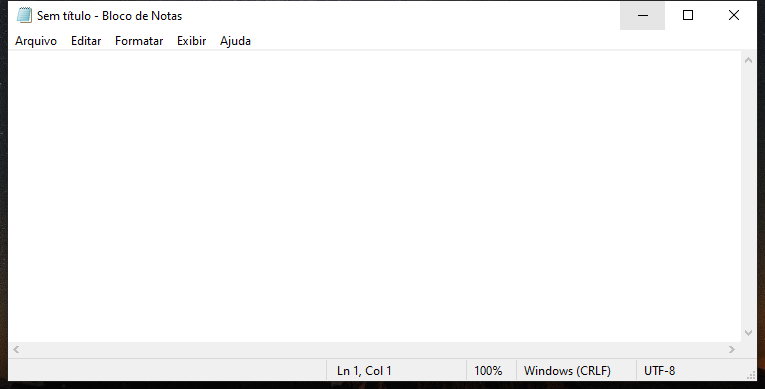 Sem título - Bloco de Notas
Arquivo Editar Formatar Exibir Ajuda
Ln 1, Col 1 100% Windows (CRLF) UTF-8